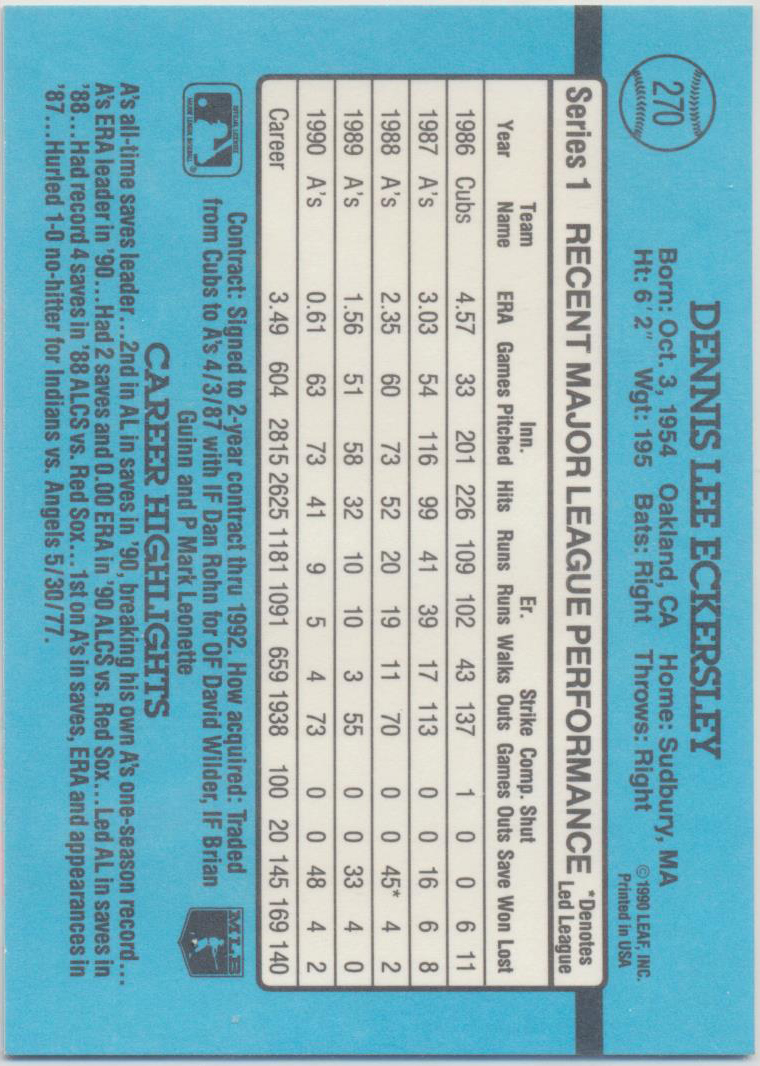 270
DENNIS LEE ECKERSLEY
Born: Oct. 3, 1954 Oakland, CA Home: Sudbury, MA
Ht: 6'2" Wgt: 195 Bats: Right Throws: Right
©1990 LEAF, INC.
Printed in USA
Series 1 RECENT MAJOR LEAGUE PERFORMANCE *Denotes Led League
Year Team Name ERA Games Inn. Pitched Hits Runs Er. Runs Walks Strike Outs Comp. Games Shut Outs Save Won Lost
1986 Cubs 4.57 33 201 226 109 102 43 137 1 0 0 6 11
1987 A's 3.03 54 116 99 41 39 17 113 0 0 16 6 8
1988 A's 2.35 60 73 52 20 19 11 70 0 0 45* 4 2
1989 A's 1.56 51 58 32 10 10 3 55 0 0 33 4 0
1990 A's 0.61 63 73 41 9 5 4 73 0 0 48 4 2
Career 3.49 604 2815 2625 1181 1091 659 1938 100 20 145 169 140
OFFICIAL LICENSEE
MAJOR LEAGUE BASEBALL
Contract: Signed to 2-year contract thru 1992. How acquired: Traded
from Cubs to A's 4/3/87 with IF Dan Rohn for OF David Wilder, IF Brian
Guinn and P Mark Leonette
MLB
CAREER HIGHLIGHTS
A's all-time saves leader...2nd in AL in saves in '90, breaking his own A's one-season record...
A's ERA leader in '90...Had 2 saves and 0.00 ERA in '90 ALCS vs. Red Sox...Led AL in saves in
'88...Had record 4 saves in '88 ALCS vs. Red Sox...1st on A's in saves, ERA and appearances in
'87...Hurled 1-0 no-hitter for Indians vs. Angels 5/30/77.